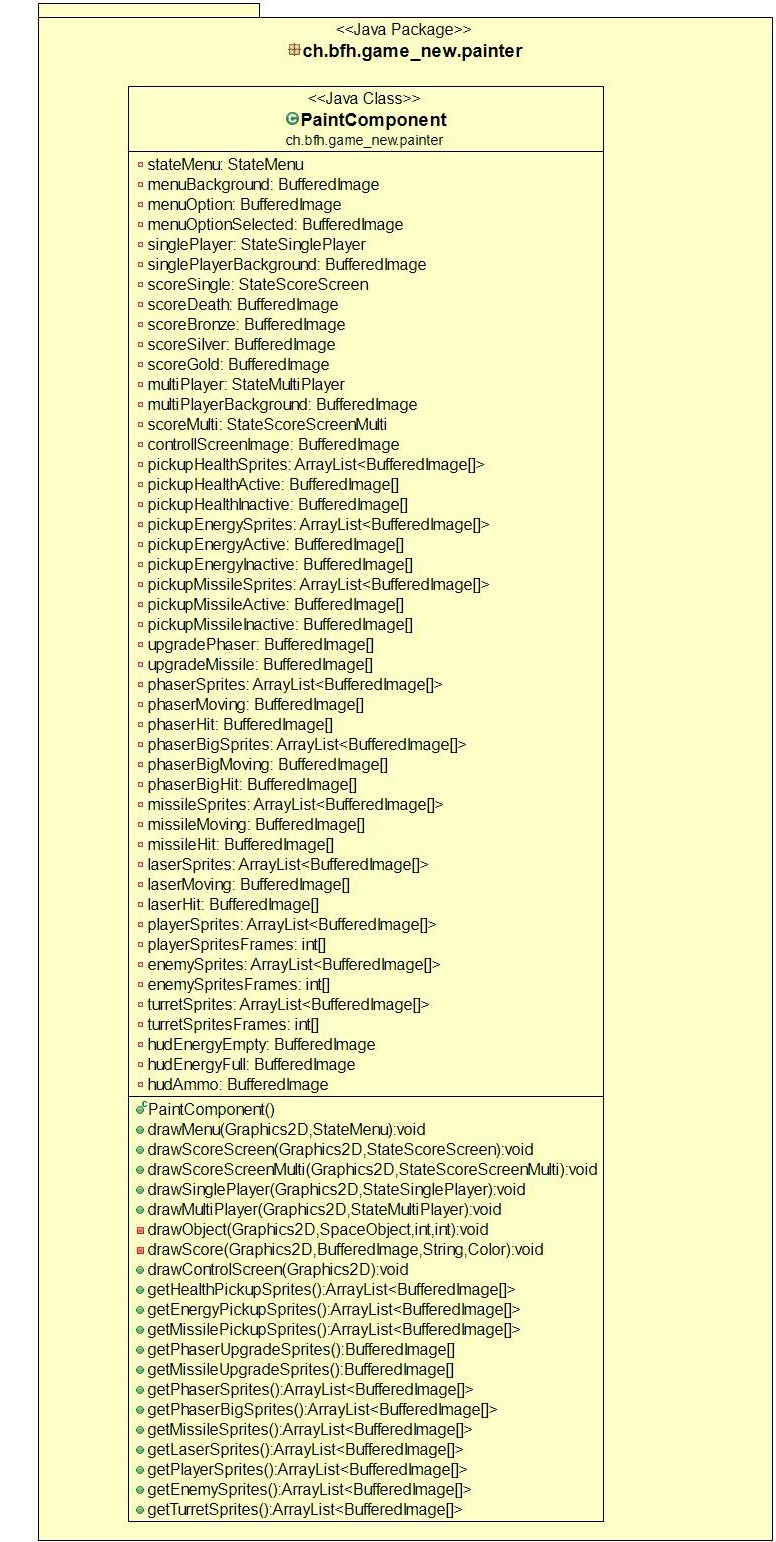 <<Java Package>>
ch.bfh.game_new.painter
<<Java Class>>
PaintComponent
ch.bfh.game_new.painter
stateMenu: StateMenu
menuBackground: BufferedImage
menuOption: BufferedImage
menuOptionSelected: BufferedImage
singlePlayer: StateSinglePlayer
singlePlayerBackground: BufferedImage
scoreSingle: StateScoreScreen
scoreDeath: BufferedImage
scoreBronze: BufferedImage
scoreSilver: BufferedImage
scoreGold: BufferedImage
multiPlayer: StateMultiPlayer
multiPlayerBackground: BufferedImage
scoreMulti: StateScoreScreenMulti
controllScreenImage: BufferedImage
pickupHealthSprites: ArrayList<BufferedImage[]>
pickupHealthActive: BufferedImage[]
pickupHealthInactive: BufferedImage[]
pickupEnergySprites: ArrayList<BufferedImage[]>
pickupEnergyActive: BufferedImage[]
pickupEnergyInactive: BufferedImage[]
pickupMissileSprites: ArrayList<BufferedImage[]>
pickupMissileActive: BufferedImage[]
pickupMissileInactive: BufferedImage[]
upgradePhaser: BufferedImage[]
upgradeMissile: BufferedImage[]
phaserSprites: ArrayList<BufferedImage[]>
phaserMoving: BufferedImage[]
phaserHit: BufferedImage[]
phaserBigSprites: ArrayList<BufferedImage[]>
phaserBigMoving: BufferedImage[]
phaserBigHit: BufferedImage[]
missileSprites: ArrayList<BufferedImage[]>
missileMoving: BufferedImage[]
missileHit: BufferedImage[]
laserSprites: ArrayList<BufferedImage[]>
laserMoving: BufferedImage[]
laserHit: BufferedImage[]
playerSprites: ArrayList<BufferedImage[]>
playerSpritesFrames: int[]
enemySprites: ArrayList<BufferedImage[]>
enemySpritesFrames: int[]
turretSprites: ArrayList<BufferedImage[]>
turretSpritesFrames: int[]
hudEnergyEmpty: BufferedImage
hudEnergyFull: BufferedImage
hudAmmo: BufferedImage
PaintComponent()
drawMenu(Graphics2D,StateMenu):void
drawScoreScreen(Graphics2D,StateScoreScreen):void
drawScoreScreenMulti(Graphics2D,StateScoreScreenMulti):void
drawSinglePlayer(Graphics2D,StateSinglePlayer):void
drawMultiPlayer(Graphics2D,StateMultiPlayer):void
drawObject(Graphics2D,SpaceObject,int,int):void
drawScore(Graphics2D,BufferedImage,String,Color):void
drawControlScreen(Graphics2D):void
getHealthPickupSprites():ArrayList<BufferedImage[]>
getEnergyPickupSprites():ArrayList<BufferedImage[]>
getMissilePickupSprites():ArrayList<BufferedImage[]>
getPhaserUpgradeSprites():BufferedImage[]
getMissileUpgradeSprites():BufferedImage[]
getPhaserSprites():ArrayList<BufferedImage[]>
getPhaserBigSprites():ArrayList<BufferedImage[]>
getMissileSprites():ArrayList<BufferedImage[]>
getLaserSprites():ArrayList<BufferedImage[]>
getPlayerSprites():ArrayList<BufferedImage[]>
getEnemySprites():ArrayList<BufferedImage[]>
getTurretSprites():ArrayList<BufferedImage[]>